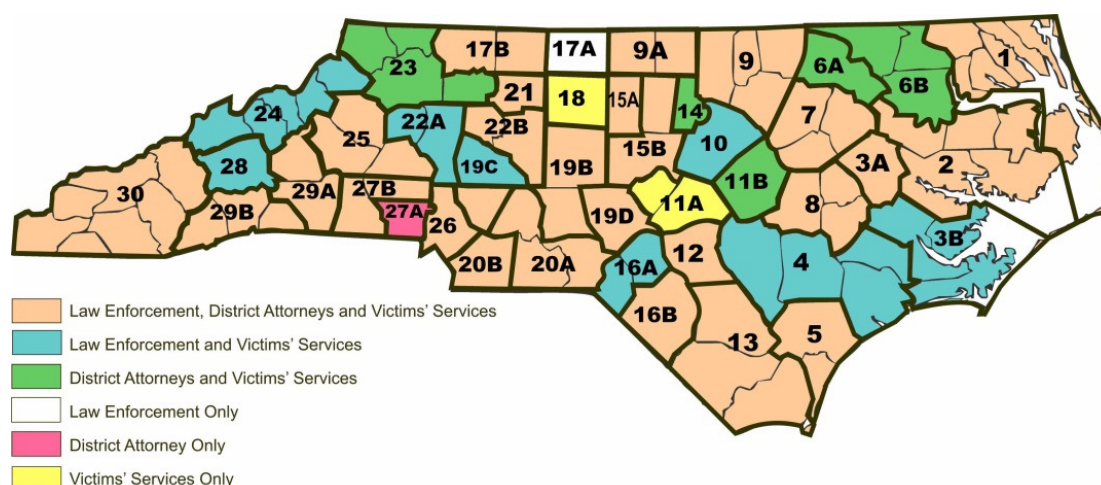 17B
17A
9A
9
1
23
6A
6B
24
21
18
15A
14
7
25
22A
22B
10
28
19C
19B
15B
3A
2
30
29A
27B
11B
29B
27A
26
19D
11A
8
3B
20B
20A
16A
12
4
16B
13
5
Law Enforcement, District Attorneys and Victims' Services
Law Enforcement and Victims' Services
District Attorneys and Victims' Services
Law Enforcement Only
District Attorney Only
Victims' Services Only